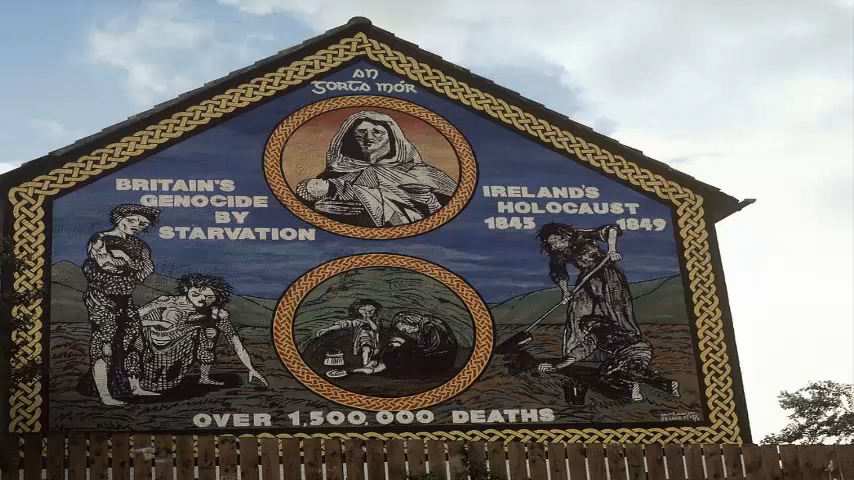 an
gorta mór
BRITAIN'S
GENOCIDE
BY
STARVATION
IRELAND'S
HOLOCAUST
1845 1849
OVER 1,500,000 DEATHS